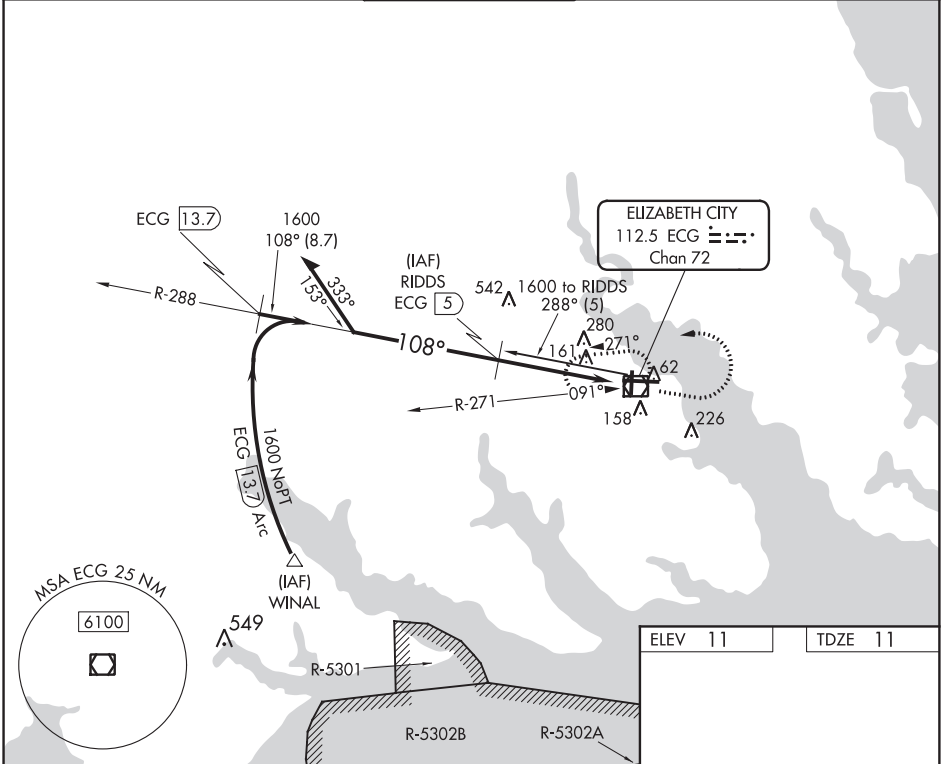 ECG 13.7
1600
108° (8.7)
R-288
333°
153°
(IAF)
RIDDS
ECG 5
542
1600 to RIDDS
288° (5)
ELIZABETH CITY
112.5 ECG
Chan 72
280
161
271°
108°
62
R-271
091°
158
226
1600 NoPT
ECG 13.7 Arc
(IAF)
WINAL
MSA ECG 25 NM
6100
549
R-5301
R-5302B
R-5302A
ELEV 11
TDZE 11